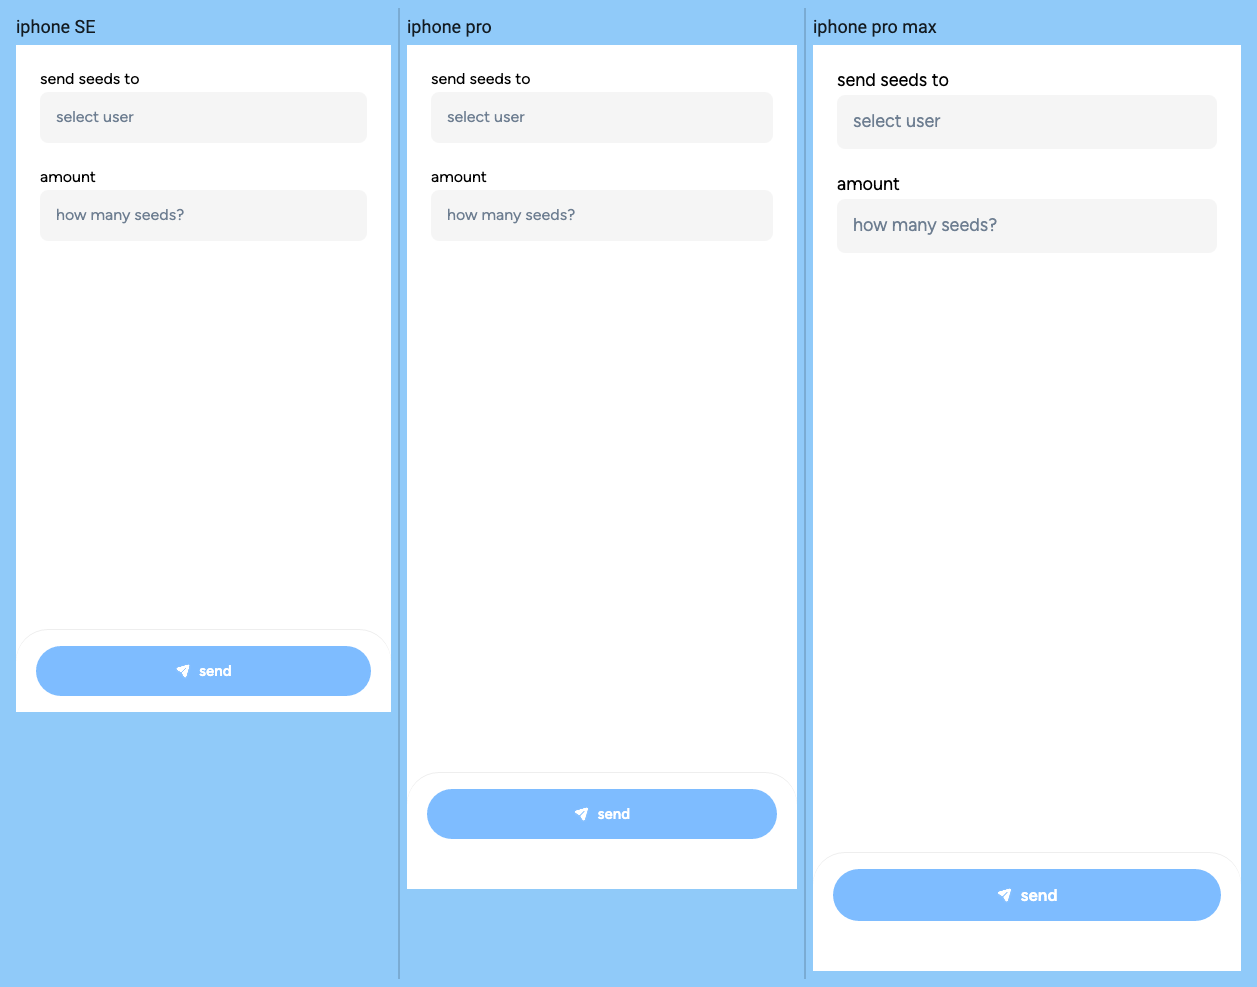 iphone SE
send seeds to
select user
amount
how many seeds?
send
iphone pro
send seeds to
select user
amount
how many seeds?
send
iphone pro max
send seeds to
select user
amount
how many seeds?
send